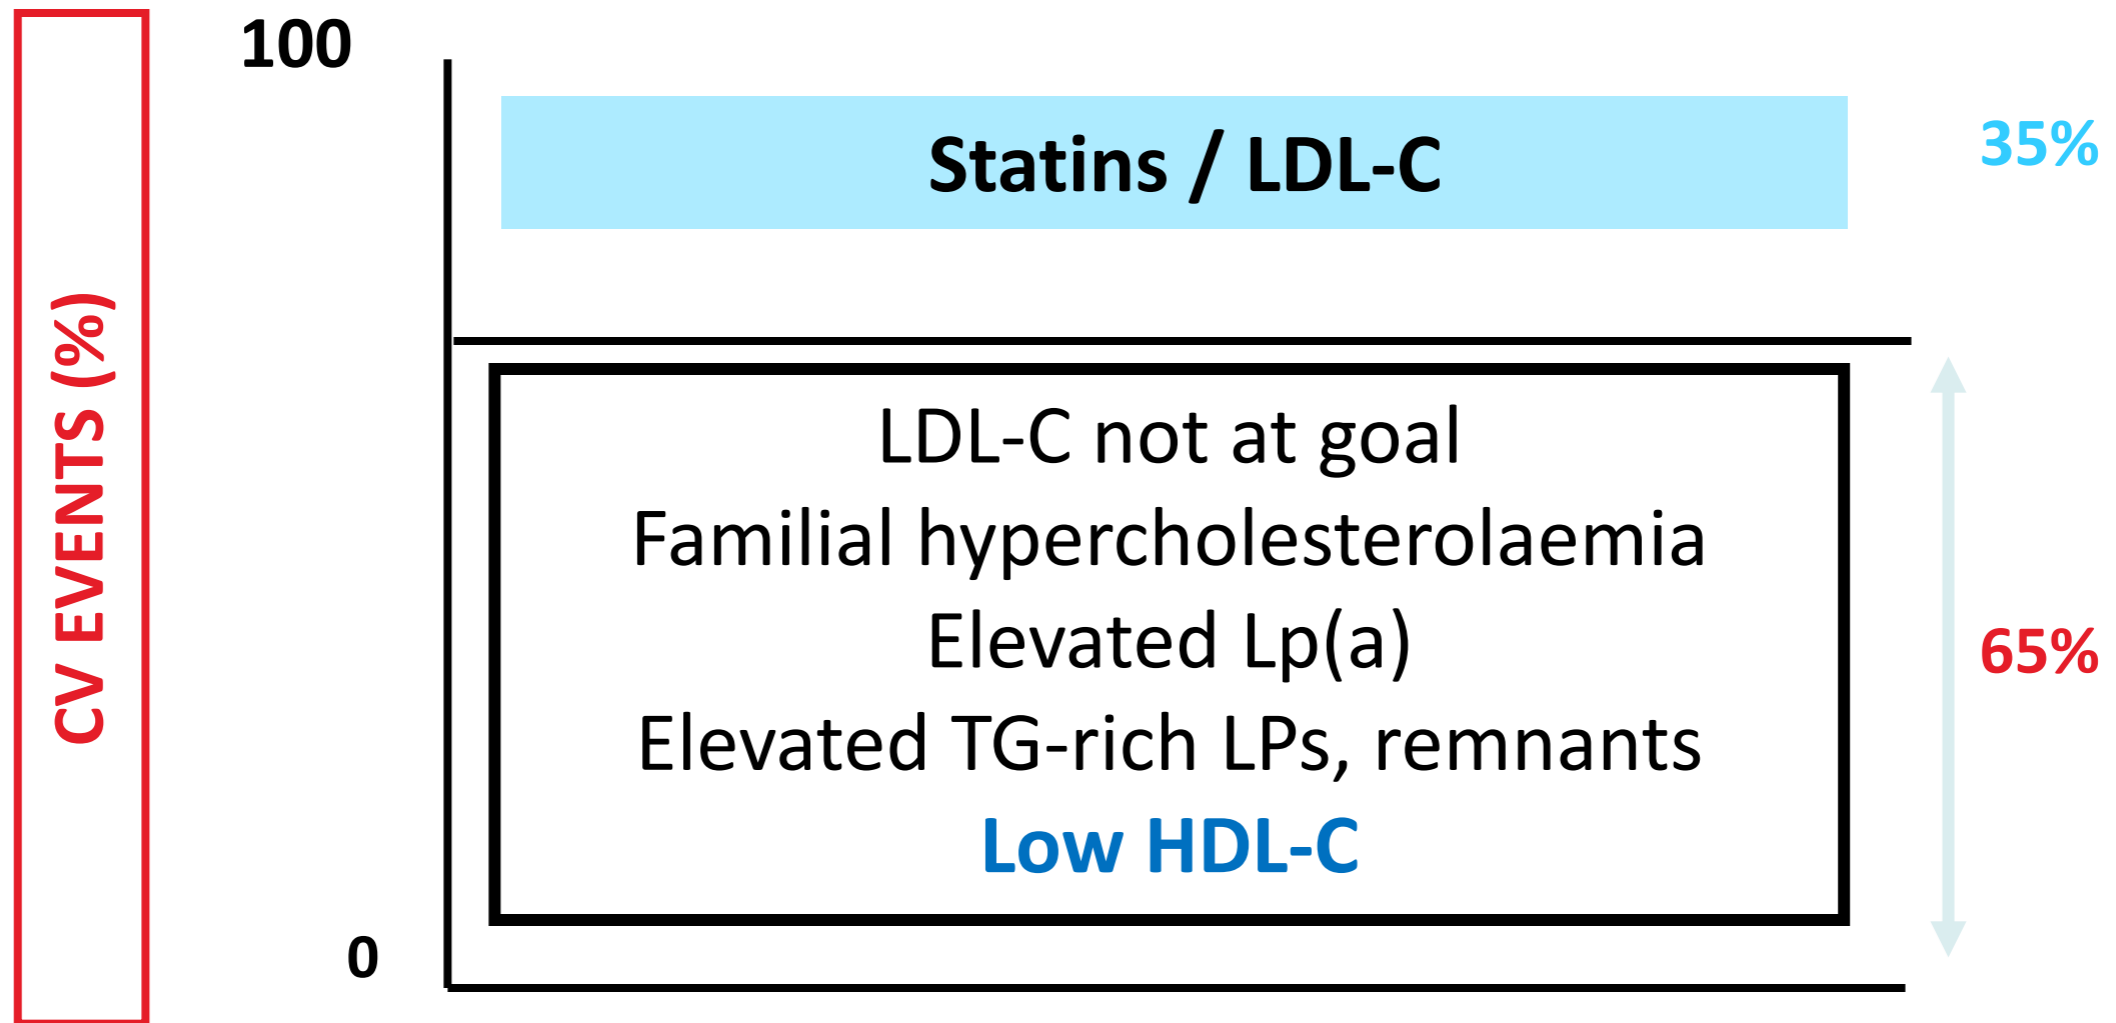 CV EVENTS (%)
100
Statins / LDL-C
35%
LDL-C not at goal
Familial hypercholesterolaemia
Elevated Lp(a)
Elevated TG-rich LPs, remnants
Low HDL-C
65%
0